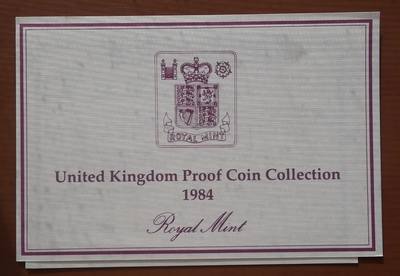 ROYAL MINT
United Kingdom Proof Coin Collection
1984
Royal Mint